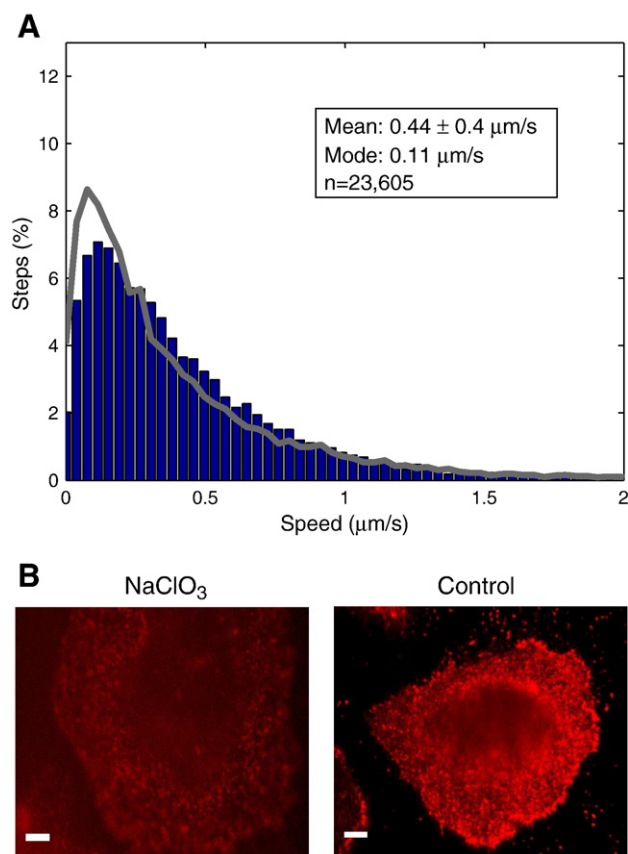 A
12
10
8
6
4
2
0
Steps (%)
Mean: 0.44 ± 0.4 μm/s
Mode: 0.11 μm/s
n=23,605
0 0.5 1 1.5 2
Speed (μm/s)
B
NaClO₃ Control